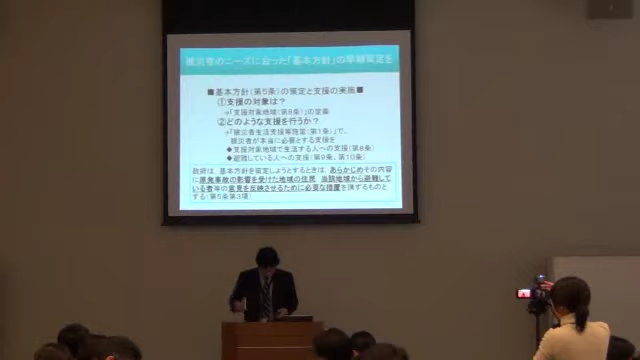 被災者のニーズに合った「基本方針」の早期策定を
■基本方針(第5条)の策定と支援の実施■
①支援の対象は?
→「支援対象地域(第8条)」の定義
②どのような支援を行うか?
→「被災者生活支援等施策(第1条)」で、
被災者が本当に必要とする支援を
◆支援対象地域で生活する人への支援(第8条)
◆避難している人への支援(第9条、第10条)
政府は、基本方針を策定しようとするときは、あらかじめその内容
に原発事故の影響を受けた地域の住民、当該地域から避難して
いる者等の意見を反映させるために必要な措置を講ずるものと
する(第5条第3項)